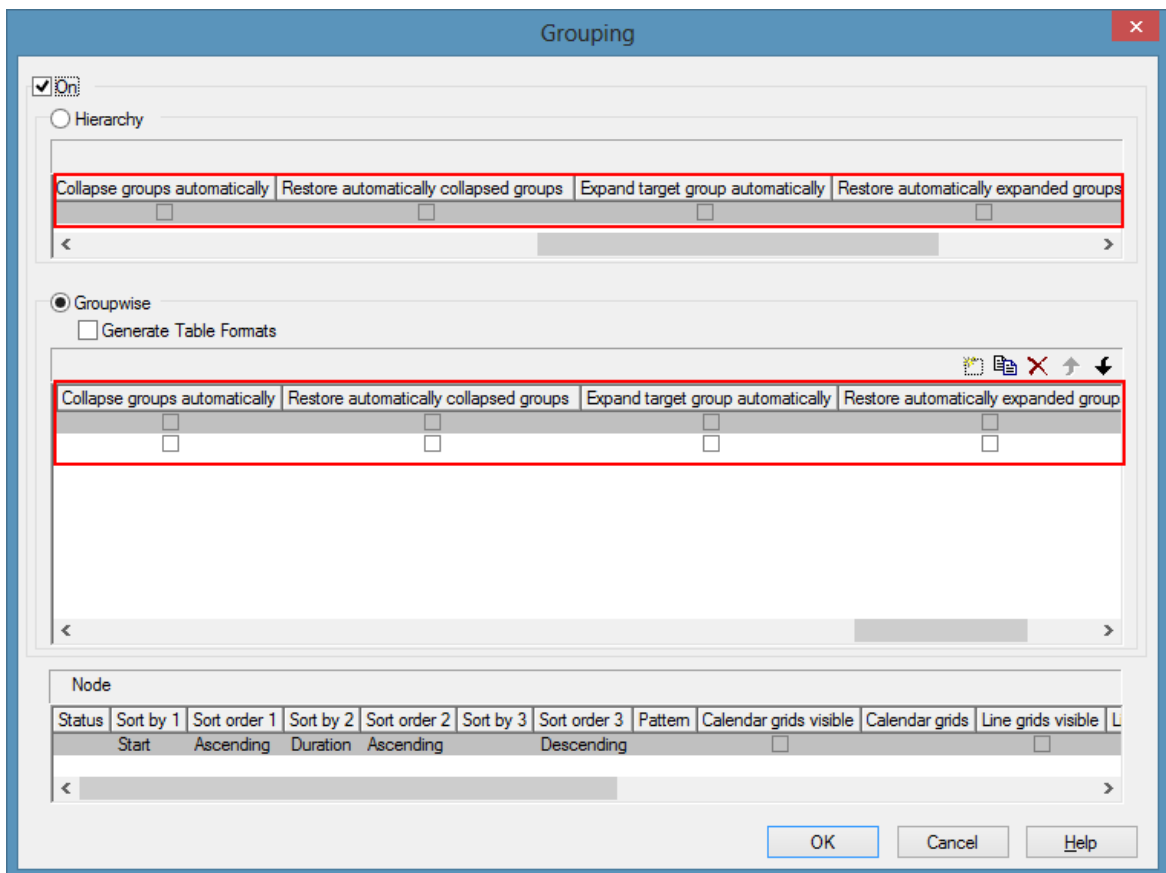 Grouping
On
Hierarchy
Collapse groups automatically Restore automatically collapsed groups Expand target group automatically Restore automatically expanded groups
Groupwise
Generate Table Formats
Collapse groups automatically Restore automatically collapsed groups Expand target group automatically Restore automatically expanded group
Node
Status Sort by 1 Sort order 1 Sort by 2 Sort order 2 Sort by 3 Sort order 3 Pattern Calendar grids visible Calendar grids Line grids visible Li
Start Ascending Duration Ascending Descending
OK Cancel Help